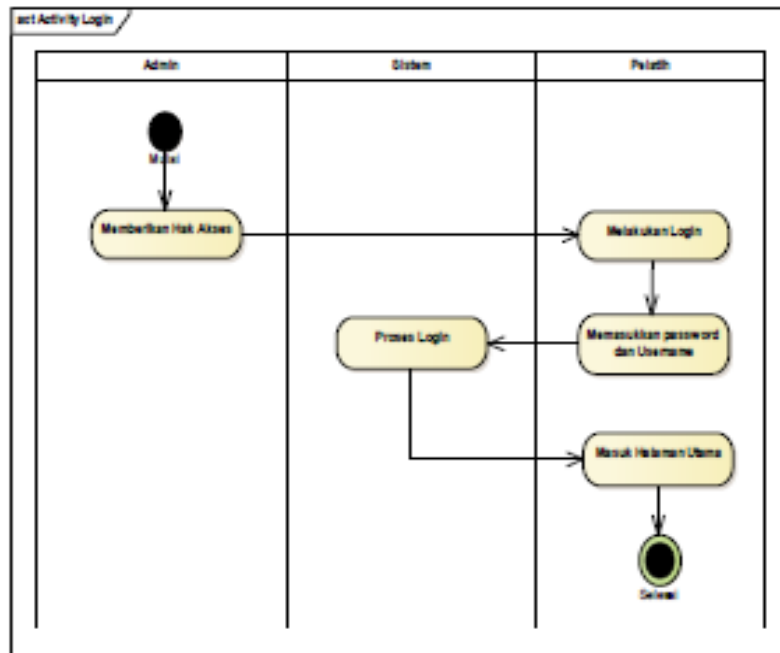 act Activity Login
Admin
Sistem
Pelatih
Mulai
Memberikan Hak Akses
Melakukan Login
Memasukkan password
dan Username
Proses Login
Masuk Halaman Utama
Selesai